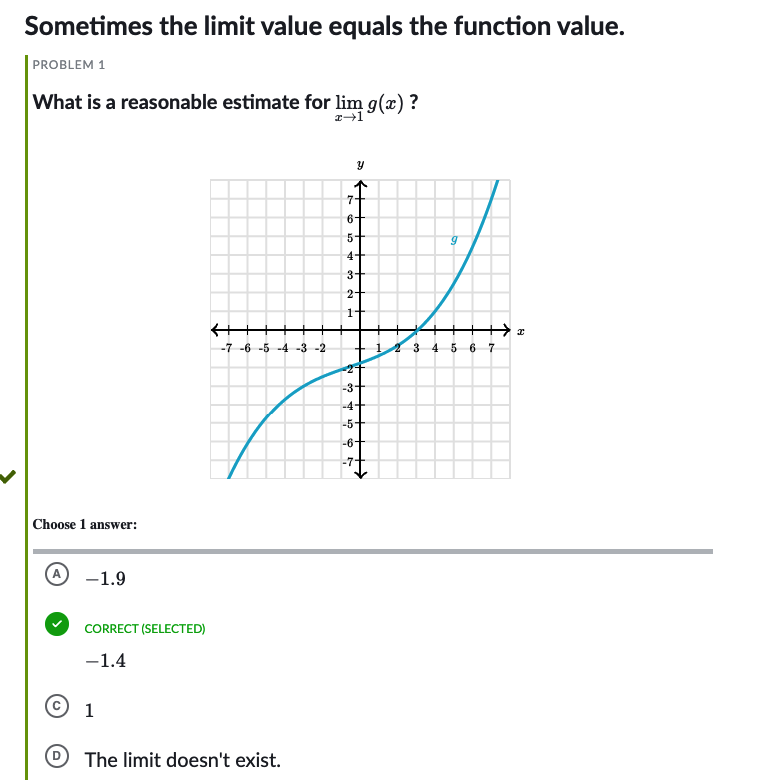 Sometimes the limit value equals the function value.
PROBLEM 1
What is a reasonable estimate for lim g(x) ?
x→1
y
7
6
5
g
4
3
2
1
x
-7 -6 -5 -4 -3 -2 1 2 3 4 5 6 7
-2
-3
-4
-5
-6
-7
Choose 1 answer:
A −1.9
CORRECT (SELECTED)
−1.4
C 1
D The limit doesn't exist.